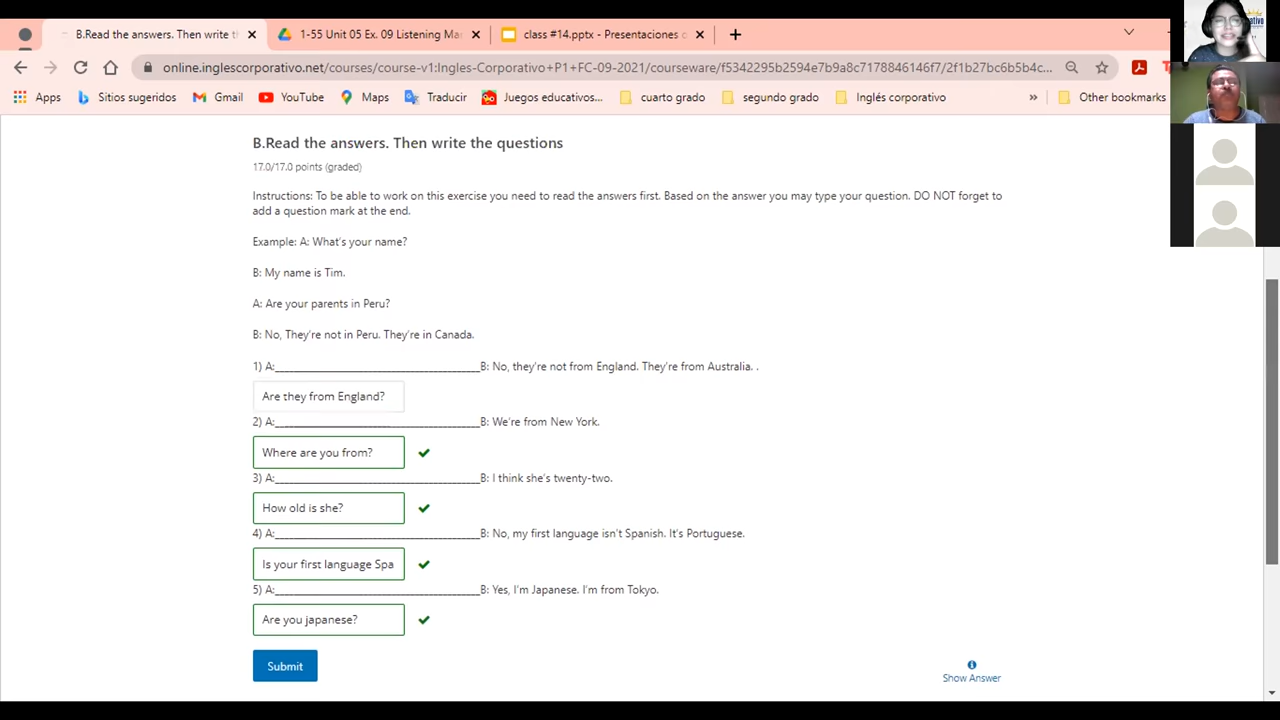 B.Read the answers. Then write th
1-55 Unit 05 Ex. 09 Listening Ma
class #14.pptx - Presentaciones o
online.inglescorporativo.net/courses/course-v1:Ingles-Corporativo+P1+FC-09-2021/courseware/f5342295b2594e7b9a8c7178846146f7/2f1b27bc6b5b4c...
Apps
Sitios sugeridos
Gmail
YouTube
Maps
Traducir
Juegos educativos...
cuarto grado
segundo grado
Inglés corporativo
»
Other bookmarks
B.Read the answers. Then write the questions
17.0/17.0 points (graded)
Instructions: To be able to work on this exercise you need to read the answers first. Based on the answer you may type your question. DO NOT forget to
add a question mark at the end.
Example: A: What's your name?
B: My name is Tim.
A: Are your parents in Peru?
B: No, They're not in Peru. They're in Canada.
1) A:___________________________________B: No, they're not from England. They're from Australia. .
Are they from England?
2) A:___________________________________B: We're from New York.
Where are you from?
3) A:___________________________________B: I think she's twenty-two.
How old is she?
4) A:___________________________________B: No, my first language isn't Spanish. It's Portuguese.
Is your first language Spa
5) A:___________________________________B: Yes, I'm Japanese. I'm from Tokyo.
Are you japanese?
Submit
Show Answer